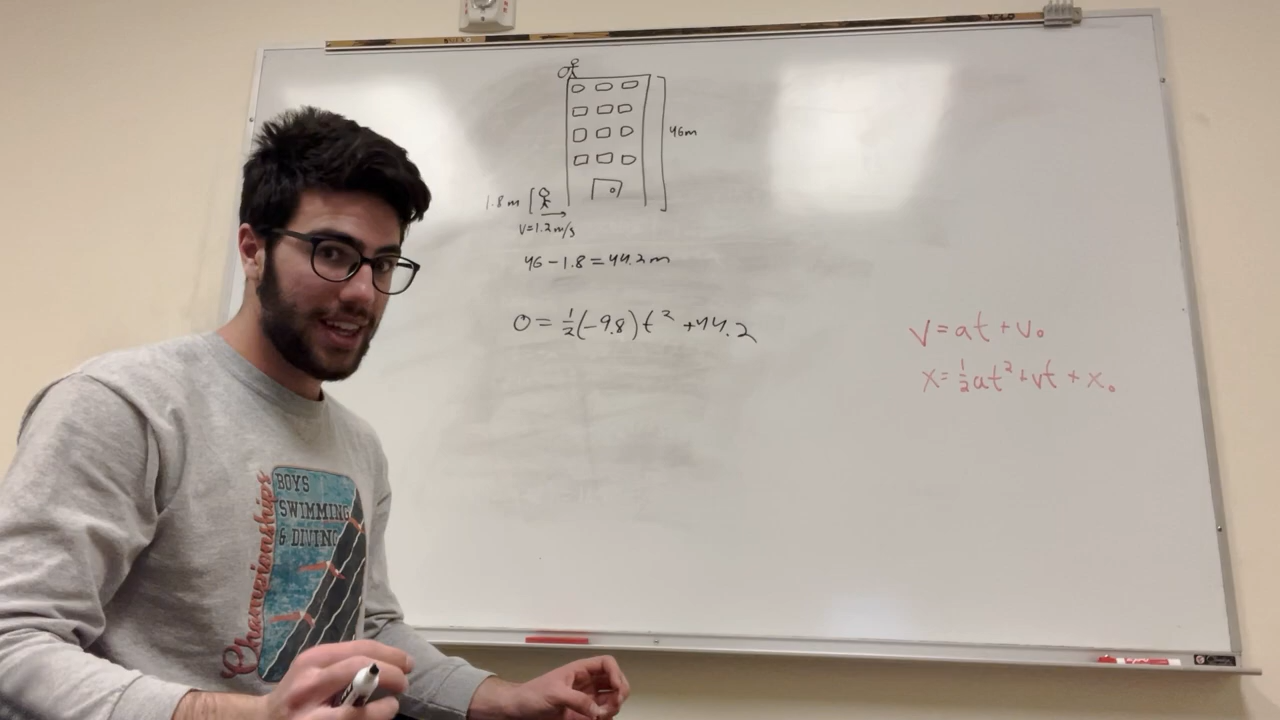 46m
1.8m
V=1.2m/s
46-1.8=44.2m
0=½(-9.8)t²+44.2
V=at+V₀
X=½at²+Vt+X₀
Championships
BOYS
SWIMMING
& DIVING